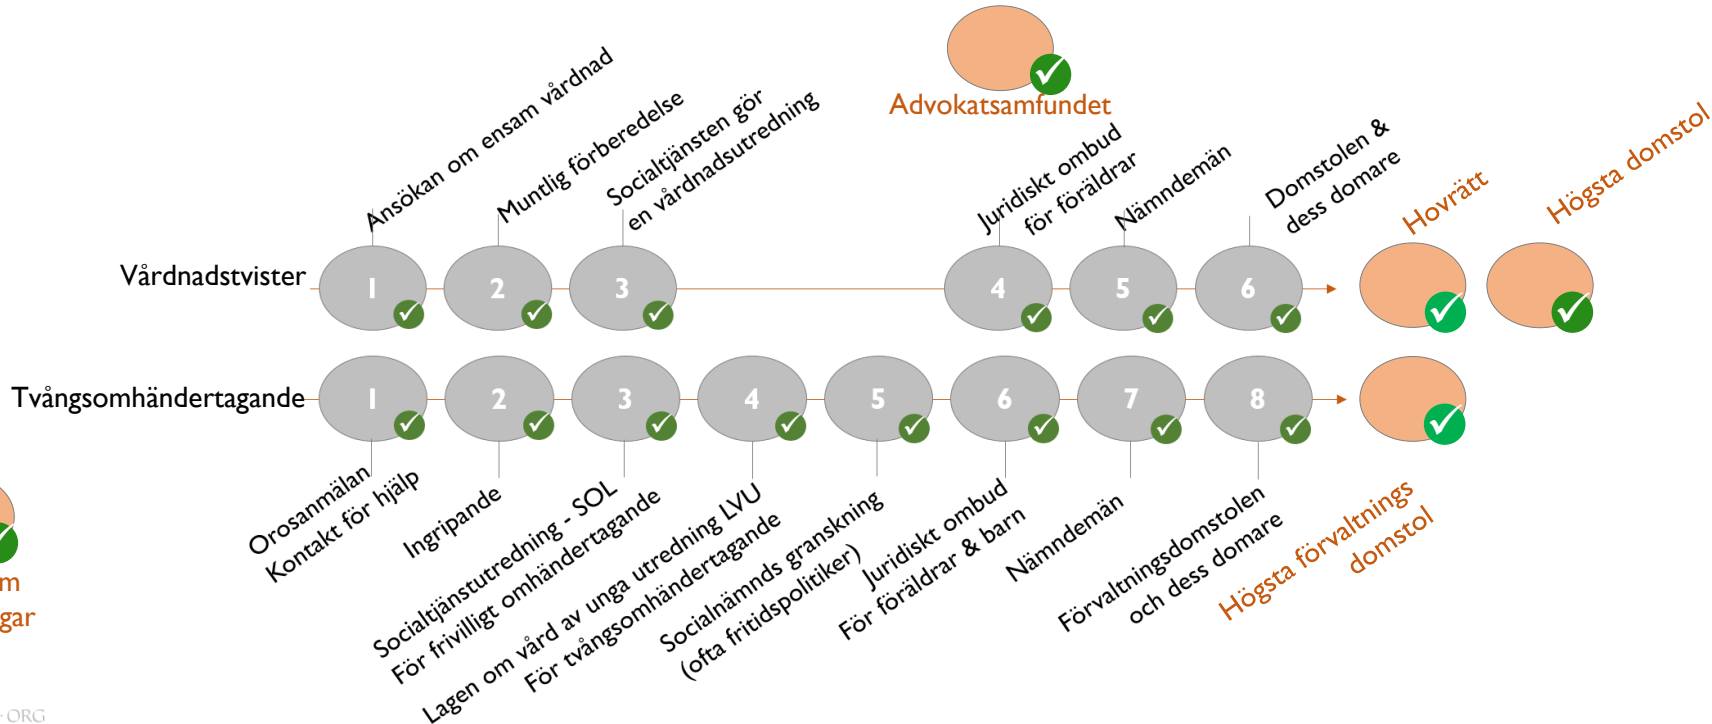 Advokatsamfundet
Ansökan om ensam vårdnad
Muntlig förberedelse
Socialtjänsten gör
en vårdnadsutredning
Juridiskt ombud
för föräldrar
Nämndemän
Domstolen &
dess domare
Hovrätt
Högsta domstol
Vårdnadstvister
1
2
3
4
5
6
Tvångsomhändertagande
1
2
3
4
5
6
7
8
Orosanmälan
Kontakt för hjälp
Ingripande
Socialtjänstutredning - SOL
För frivilligt omhändertagande
Lagen om vård av unga utredning LVU
För tvångsomhändertagande
Socialnämnds granskning
(ofta fritidspolitiker)
Juridiskt ombud
För föräldrar & barn
Nämndemän
Förvaltningsdomstolen
och dess domare
Högsta förvaltnings
domstol
m
gar
ORG